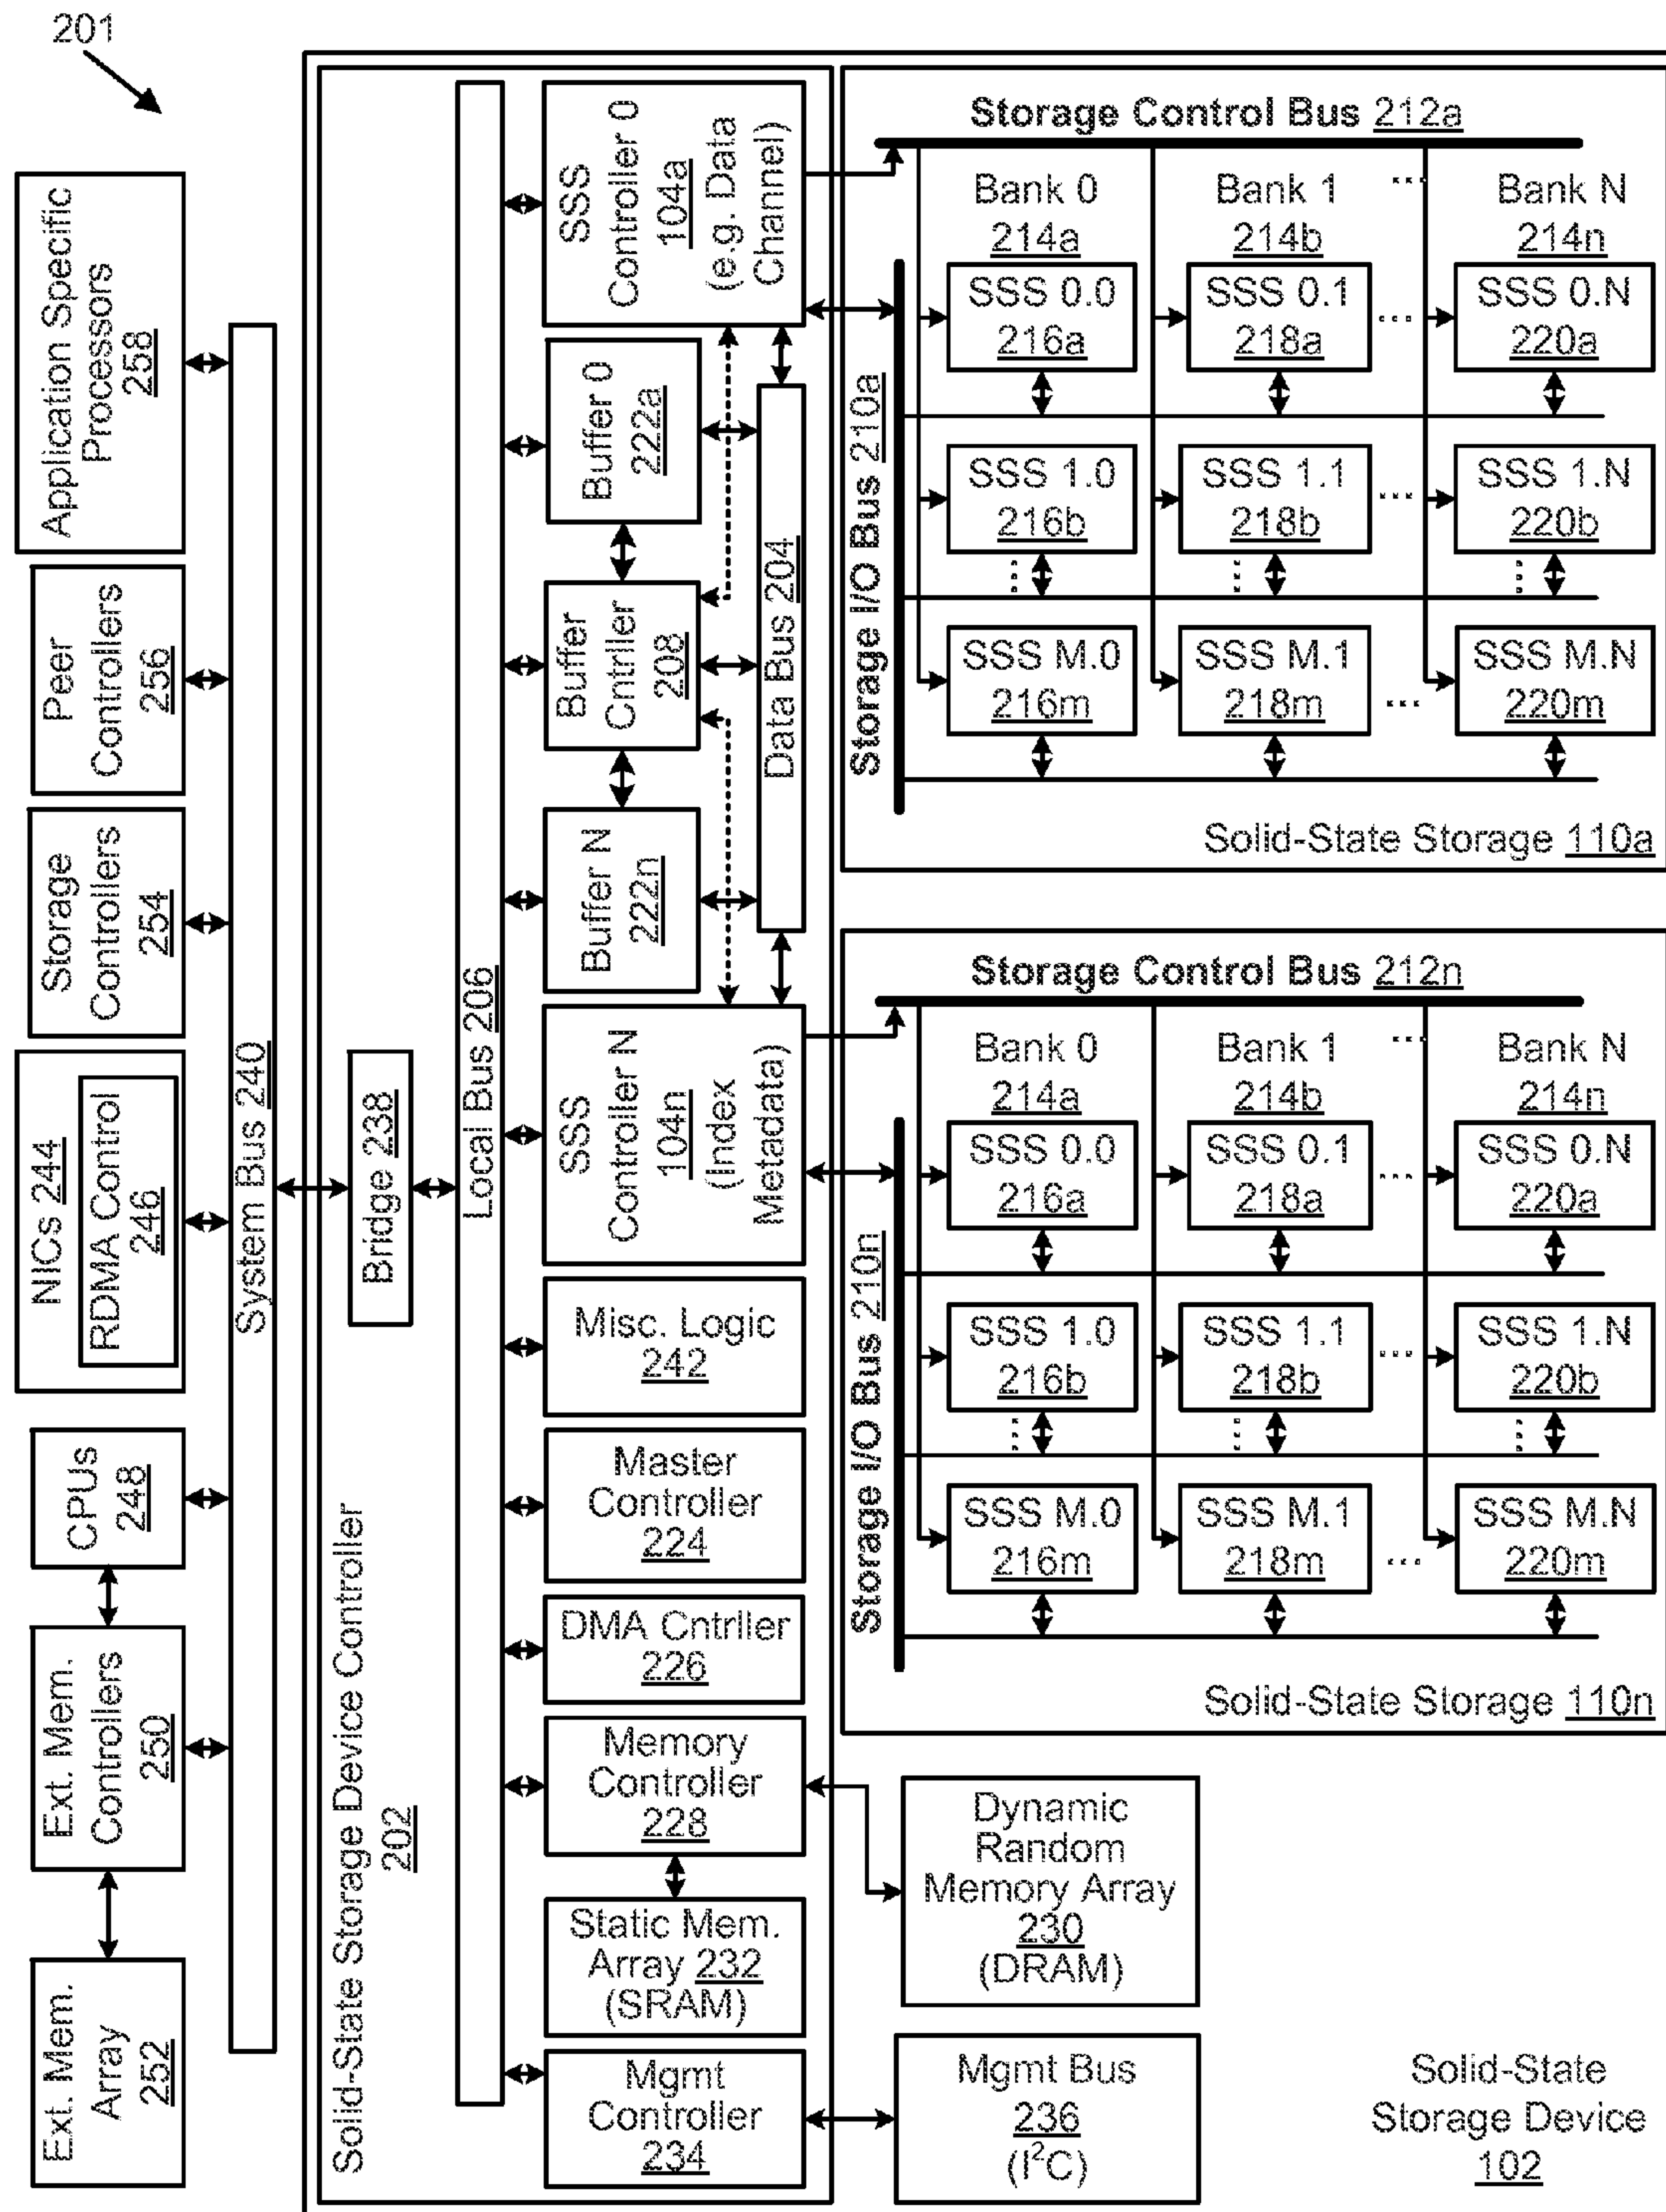 201
Application Specific
Processors
258
Peer
Controllers
256
Storage
Controllers
254
NICs 244
RDMA Control
246
CPUs
248
Ext. Mem.
Controllers
250
Ext. Mem.
Array
252
System Bus 240
Solid-State Storage Device Controller
202
Bridge 238
Local Bus 206
SSS
Controller 0
104a
(e.g. Data
Channel)
Buffer 0
222a
Buffer
Cntrller
208
Buffer N
222n
Data Bus 204
SSS
Controller N
104n
(Index
Metadata)
Misc. Logic
242
Master
Controller
224
DMA Cntrller
226
Memory
Controller
228
Static Mem.
Array 232
(SRAM)
Mgmt
Controller
234
Storage Control Bus 212a
Storage I/O Bus 210a
Bank 0
214a
Bank 1
214b
...
Bank N
214n
SSS 0.0
216a
SSS 0.1
218a
...
SSS 0.N
220a
SSS 1.0
216b
SSS 1.1
218b
...
SSS 1.N
220b
...
...
...
SSS M.0
216m
SSS M.1
218m
...
SSS M.N
220m
Solid-State Storage 110a
Storage Control Bus 212n
Storage I/O Bus 210n
Bank 0
214a
Bank 1
214b
...
Bank N
214n
SSS 0.0
216a
SSS 0.1
218a
...
SSS 0.N
220a
SSS 1.0
216b
SSS 1.1
218b
...
SSS 1.N
220b
...
...
...
SSS M.0
216m
SSS M.1
218m
...
SSS M.N
220m
Solid-State Storage 110n
Dynamic
Random
Memory Array
230
(DRAM)
Mgmt Bus
236
(I²C)
Solid-State
Storage Device
102